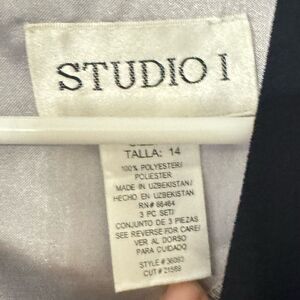 STUDIO I
TALLA: 14
100% POLYESTER/
POLIESTER
MADE IN UZBEKISTAN/
HECHO EN UZBEKISTAN
RN# 66464
3 PC SET/
CONJUNTO DE 3 PIEZAS
SEE REVERSE FOR CARE/
VER AL DORSO
PARA CUIDADO
STYLE # 36093
CUT # 21569